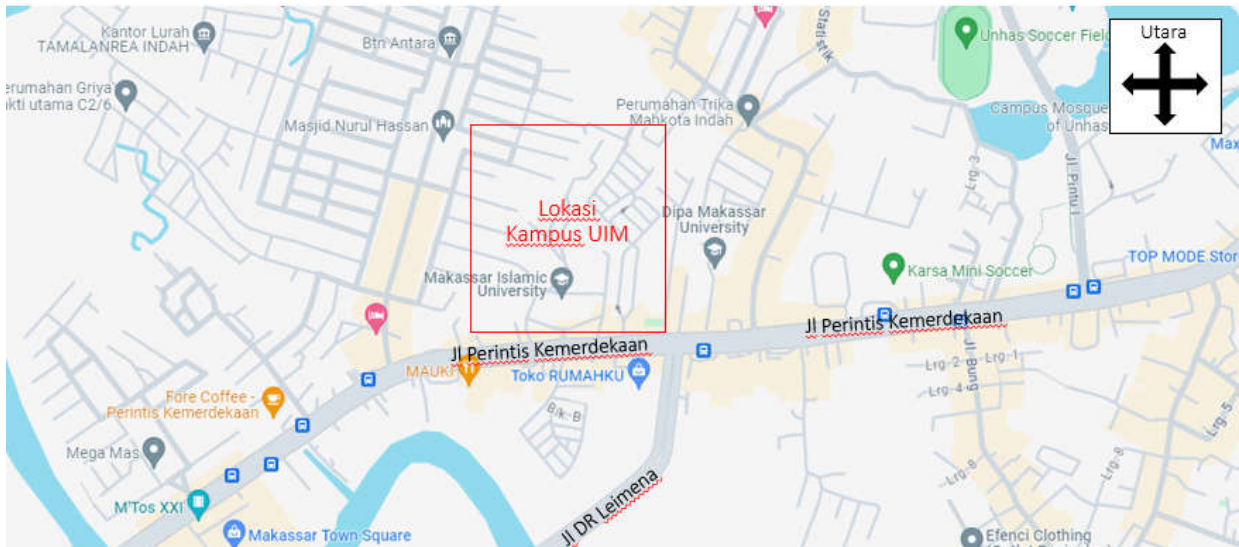 Kantor Lurah
TAMALANREA INDAH
Btn Antara
Statistik
Unhas Soccer Field
Utara
erumahan Griya
akti utama C2/6
Perumahan Trika
Mahkota Indah
Campus Mosque
of Unhas
Masjid Nurul Hassan
Max
Lrg. 3
Jl. Pintu I
Lokasi
Kampus UIM
Dipa Makassar
University
Makassar Islamic
University
Karsa Mini Soccer
TOP MODE Stor
Jl Perintis Kemerdekaan
Jl Perintis Kemerdekaan
MAUKI
Toko RUMAHKU
Jl Bung
Lrg. 2
Lrg. 1
Lrg. 4
Fore Coffee -
Perintis Kemerdekaan
Blk. B
Lrg. 5
Mega Mas
Lrg. 8
Lrg. 8
M'Tos XXI
Jl DR Leimena
Makassar Town Square
Efenci Clothing